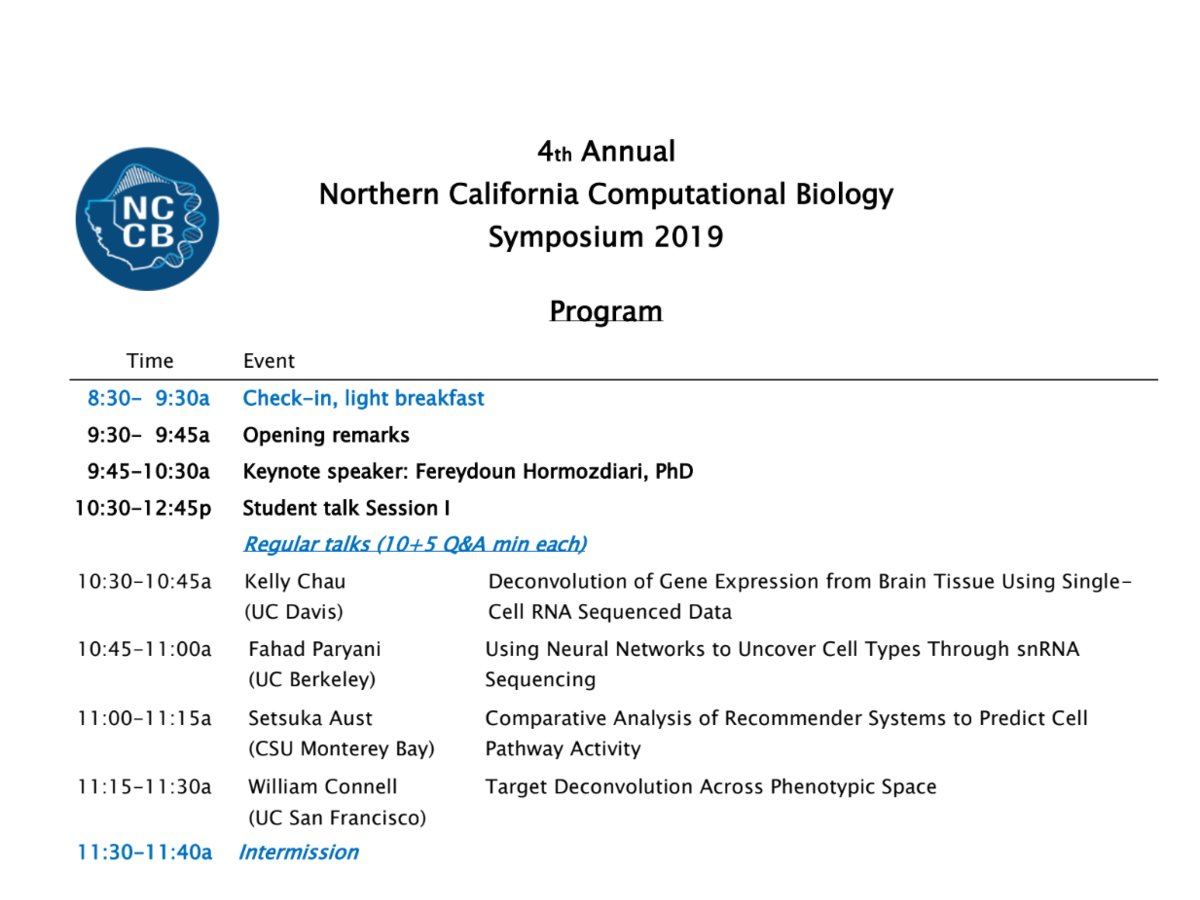 4th Annual
Northern California Computational Biology
Symposium 2019
NC
CB
Program
Time Event
8:30- 9:30a Check-in, light breakfast
9:30- 9:45a Opening remarks
9:45-10:30a Keynote speaker: Fereydoun Hormozdiari, PhD
10:30-12:45p Student talk Session I
Regular talks (10+5 Q&A min each)
10:30-10:45a Kelly Chau Deconvolution of Gene Expression from Brain Tissue Using Single-
(UC Davis) Cell RNA Sequenced Data
10:45-11:00a Fahad Paryani Using Neural Networks to Uncover Cell Types Through snRNA
(UC Berkeley) Sequencing
11:00-11:15a Setsuka Aust Comparative Analysis of Recommender Systems to Predict Cell
(CSU Monterey Bay) Pathway Activity
11:15-11:30a William Connell Target Deconvolution Across Phenotypic Space
(UC San Francisco)
11:30-11:40a Intermission